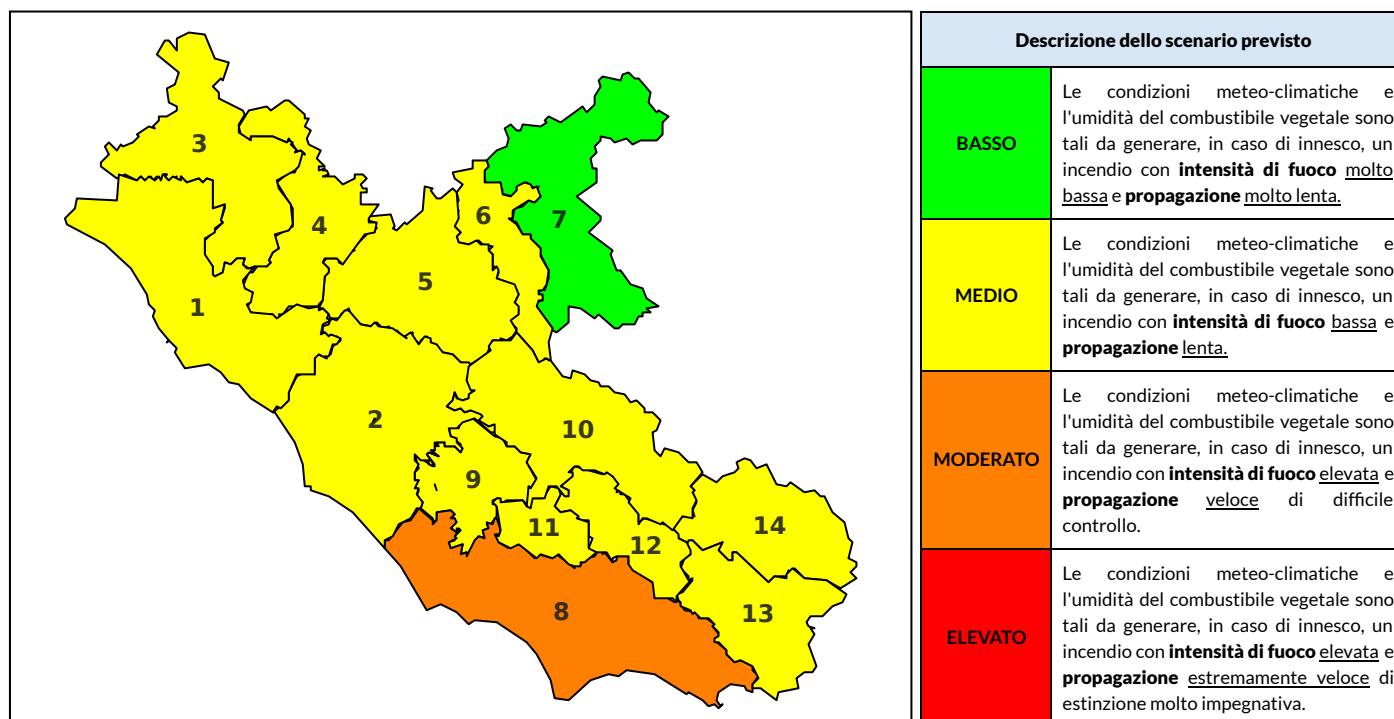 3
4
6
7
5
1
2
10
9
11
12
14
8
13
Descrizione dello scenario previsto
BASSO
Le condizioni meteo-climatiche e
l'umidità del combustibile vegetale sono
tali da generare, in caso di innesco, un
incendio con intensità di fuoco molto
bassa e propagazione molto lenta.
MEDIO
Le condizioni meteo-climatiche e
l'umidità del combustibile vegetale sono
tali da generare, in caso di innesco, un
incendio con intensità di fuoco bassa e
propagazione lenta.
MODERATO
Le condizioni meteo-climatiche e
l'umidità del combustibile vegetale sono
tali da generare, in caso di innesco, un
incendio con intensità di fuoco elevata e
propagazione veloce di difficile
controllo.
ELEVATO
Le condizioni meteo-climatiche e
l'umidità del combustibile vegetale sono
tali da generare, in caso di innesco, un
incendio con intensità di fuoco elevata e
propagazione estremamente veloce di
estinzione molto impegnativa.